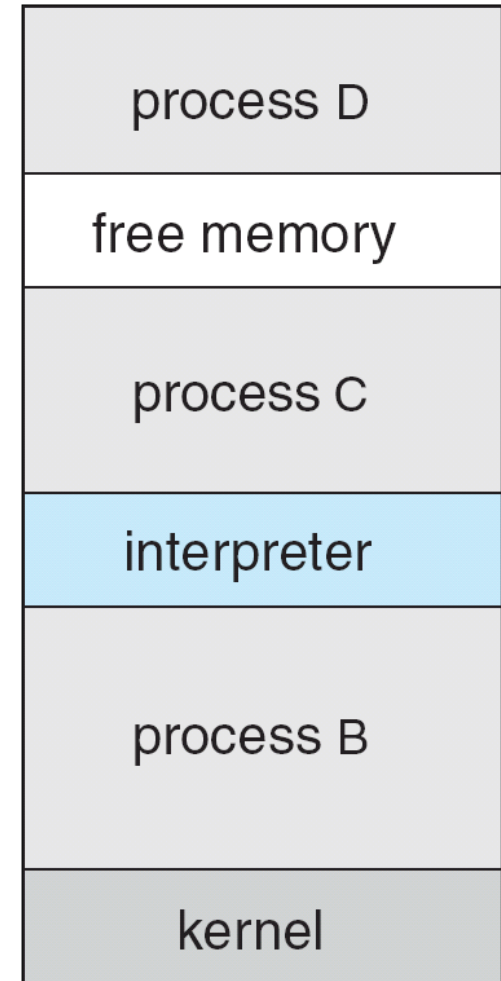 process D
free memory
process C
interpreter
process B
kernel